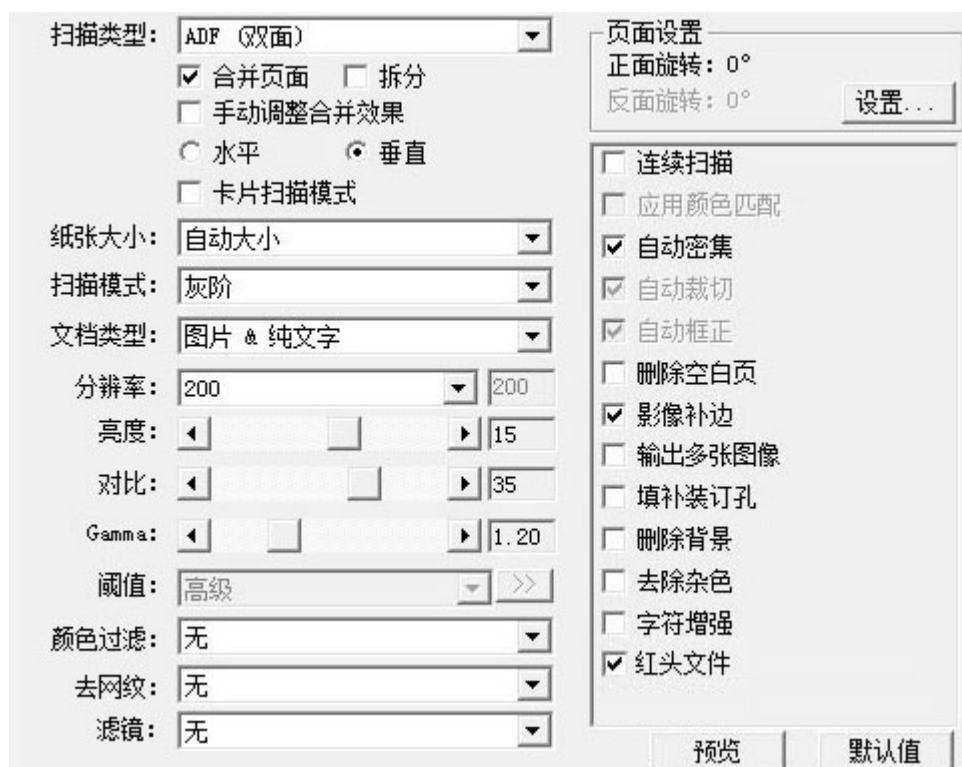 扫描类型: ADF (双面)
合并页面 拆分
手动调整合并效果
水平 垂直
卡片扫描模式
纸张大小: 自动大小
扫描模式: 灰阶
文档类型: 图片 & 纯文字
分辨率: 200 200
亮度: 15
对比: 35
Gamma: 1.20
阈值: 高级 >>
颜色过滤: 无
去网纹: 无
滤镜: 无
页面设置
正面旋转: 0°
反面旋转: 0° 设置...
连续扫描
应用颜色匹配
自动密集
自动裁切
自动框正
删除空白页
影像补边
输出多张图像
填补装订孔
删除背景
去除杂色
字符增强
红头文件
预览 默认值